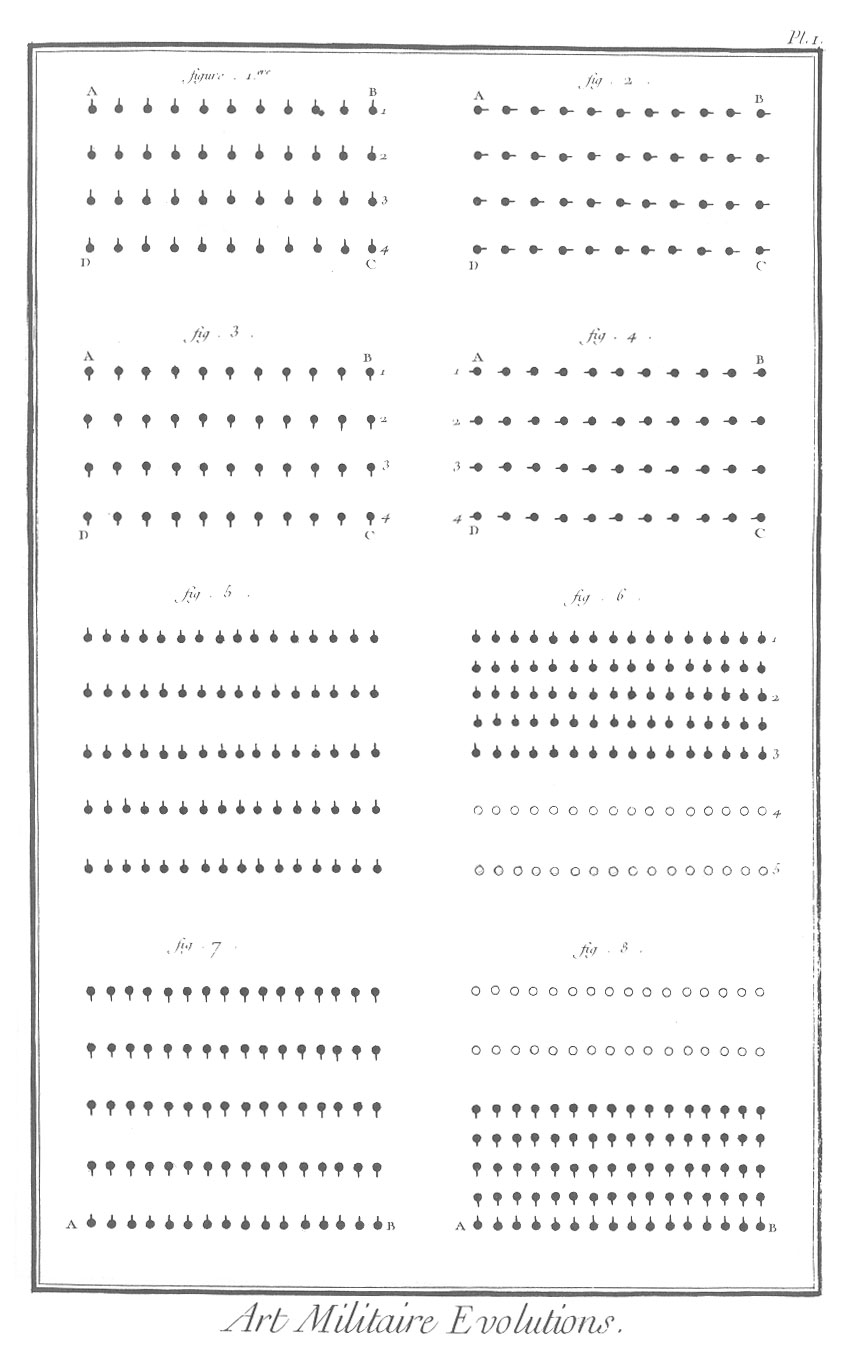 Pl. 1.
figure . 1.ere
A B
1
2
3
4
D C
fig . 2 .
A B
D C
fig . 3 .
A B
1
2
3
4
D C
fig . 4 .
A B
1
2
3
4
D C
fig . 5 .
fig . 6 .
1
2
3
4
5
fig . 7 .
A B
fig . 8 .
A B
Art Militaire Evolutions.